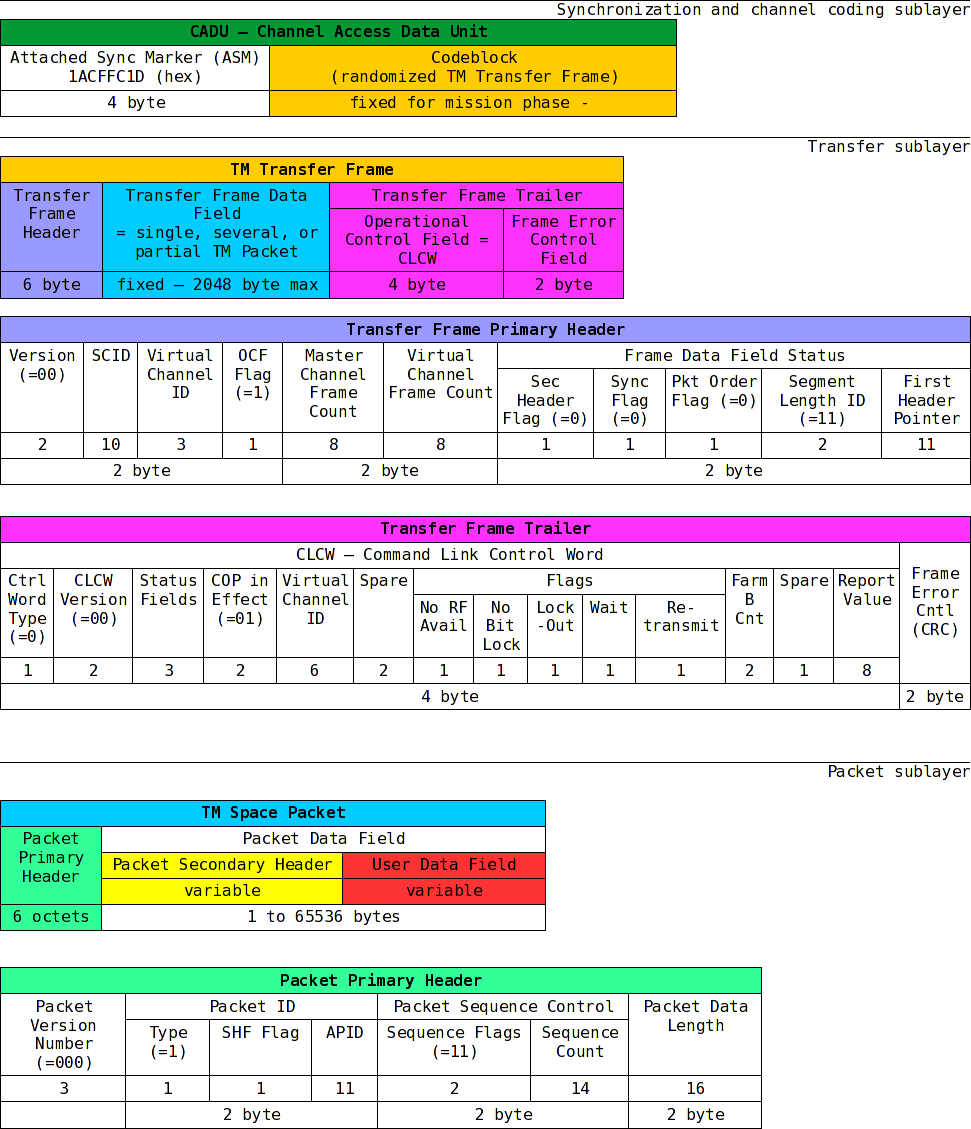 Synchronization and channel coding sublayer
CADU – Channel Access Data Unit
Attached Sync Marker (ASM)
1ACFFC1D (hex)
Codeblock
(randomized TM Transfer Frame)
4 byte
fixed for mission phase -
Transfer sublayer
TM Transfer Frame
Transfer
Frame
Header
Transfer Frame Data
Field
= single, several, or
partial TM Packet
Transfer Frame Trailer
Operational
Control Field =
CLCW
Frame Error
Control
Field
6 byte
fixed – 2048 byte max
4 byte
2 byte
Transfer Frame Primary Header
Version
(=00)
SCID
Virtual
Channel
ID
OCF
Flag
(=1)
Master
Channel
Frame
Count
Virtual
Channel
Frame Count
Frame Data Field Status
Sec
Header
Flag (=0)
Sync
Flag
(=0)
Pkt Order
Flag (=0)
Segment
Length ID
(=11)
First
Header
Pointer
2
10
3
1
8
8
1
1
1
2
11
2 byte
2 byte
2 byte
Transfer Frame Trailer
CLCW – Command Link Control Word
Ctrl
Word
Type
(=0)
CLCW
Version
(=00)
Status
Fields
COP in
Effect
(=01)
Virtual
Channel
ID
Spare
Flags
No RF
Avail
No
Bit
Lock
Lock
-Out
Wait
Re-
transmit
Farm
B
Cnt
Spare
Report
Value
Frame
Error
Cntl
(CRC)
1
2
3
2
6
2
1
1
1
1
1
2
1
8
4 byte
2 byte
Packet sublayer
TM Space Packet
Packet
Primary
Header
Packet Data Field
Packet Secondary Header
User Data Field
variable
variable
6 octets
1 to 65536 bytes
Packet Primary Header
Packet
Version
Number
(=000)
Packet ID
Type
(=1)
SHF Flag
APID
Packet Sequence Control
Sequence Flags
(=11)
Sequence
Count
Packet Data
Length
3
1
1
11
2
14
16
2 byte
2 byte
2 byte